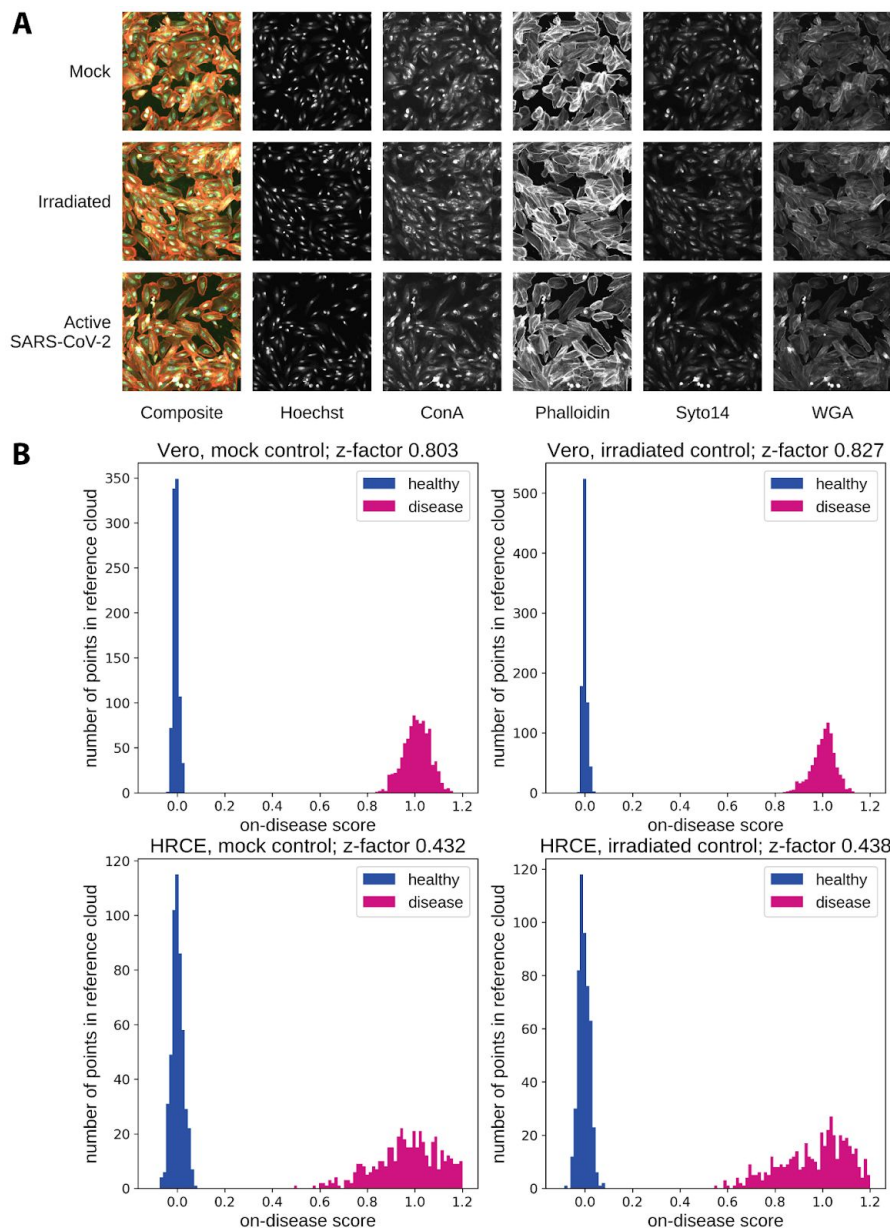 A
Mock
Irradiated
Active
SARS-CoV-2
Composite Hoechst ConA Phalloidin Syto14 WGA
B
Vero, mock control; z-factor 0.803
350
300
250
200
150
100
50
0
number of points in reference cloud
healthy
disease
0.0 0.2 0.4 0.6 0.8 1.0 1.2
on-disease score
Vero, irradiated control; z-factor 0.827
500
400
300
200
100
0
number of points in reference cloud
healthy
disease
0.0 0.2 0.4 0.6 0.8 1.0 1.2
on-disease score
HRCE, mock control; z-factor 0.432
120
100
80
60
40
20
0
number of points in reference cloud
healthy
disease
0.0 0.2 0.4 0.6 0.8 1.0 1.2
on-disease score
HRCE, irradiated control; z-factor 0.438
120
100
80
60
40
20
0
number of points in reference cloud
healthy
disease
0.0 0.2 0.4 0.6 0.8 1.0 1.2
on-disease score